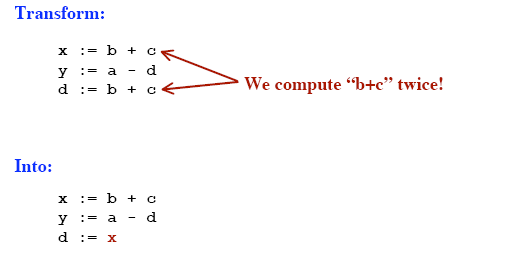 Transform:
x := b + c
y := a - d
d := b + c
We compute “b+c” twice!
Into:
x := b + c
y := a - d
d := x